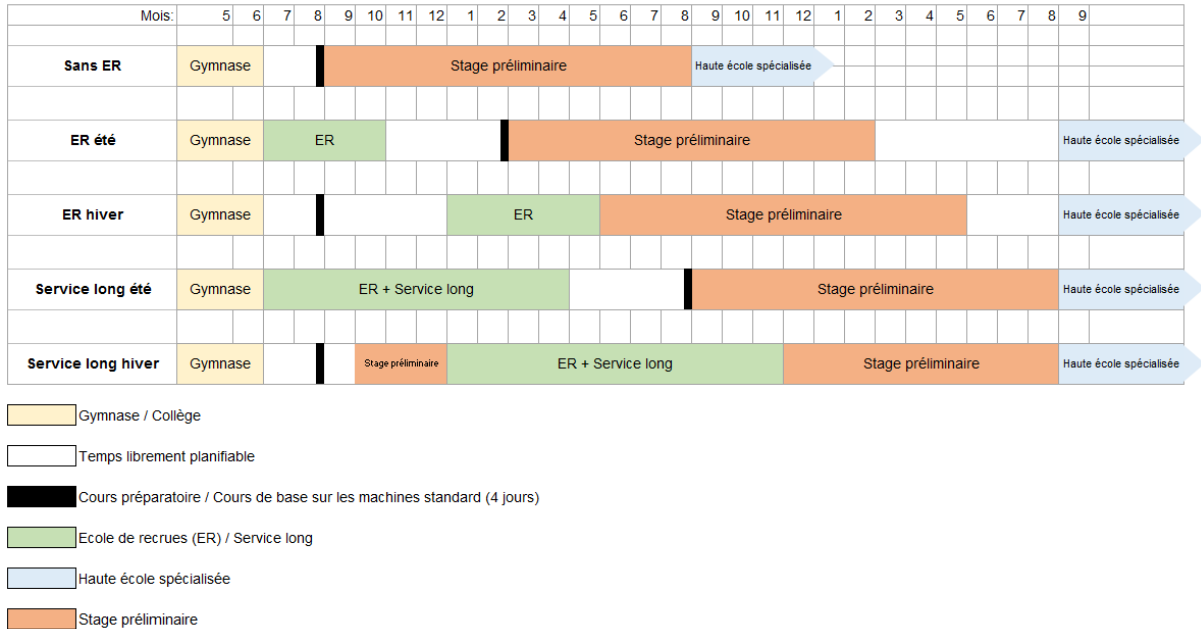 Mois: 5 6 7 8 9 10 11 12 1 2 3 4 5 6 7 8 9 10 11 12 1 2 3 4 5 6 7 8 9
Sans ER Gymnase Stage préliminaire Haute école spécialisée
ER été Gymnase ER Stage préliminaire Haute école spécialisée
ER hiver Gymnase ER Stage préliminaire Haute école spécialisée
Service long été Gymnase ER + Service long Stage préliminaire Haute école spécialisée
Service long hiver Gymnase Stage préliminaire ER + Service long Stage préliminaire Haute école spécialisée
Gymnase / Collège
Temps librement planifiable
Cours préparatoire / Cours de base sur les machines standard (4 jours)
Ecole de recrues (ER) / Service long
Haute école spécialisée
Stage préliminaire